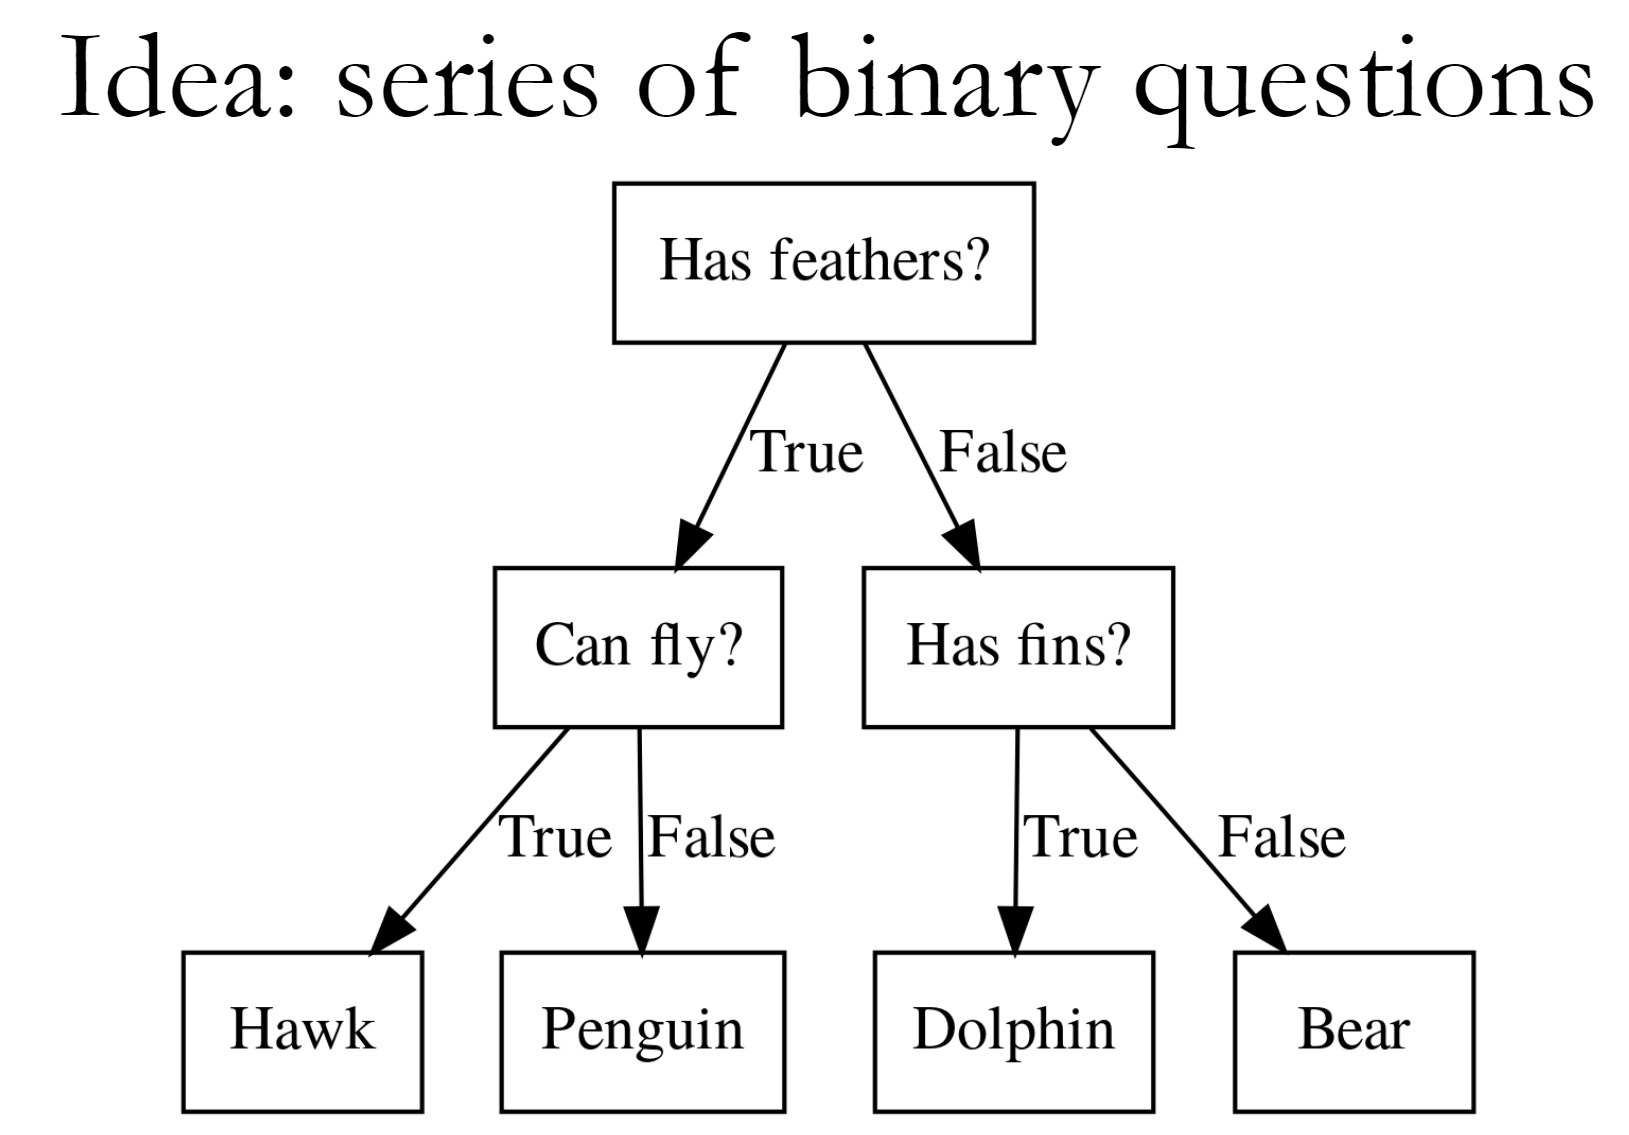 Idea: series of binary questions
Has feathers?
True False
Can fly? Has fins?
True False True False
Hawk Penguin Dolphin Bear